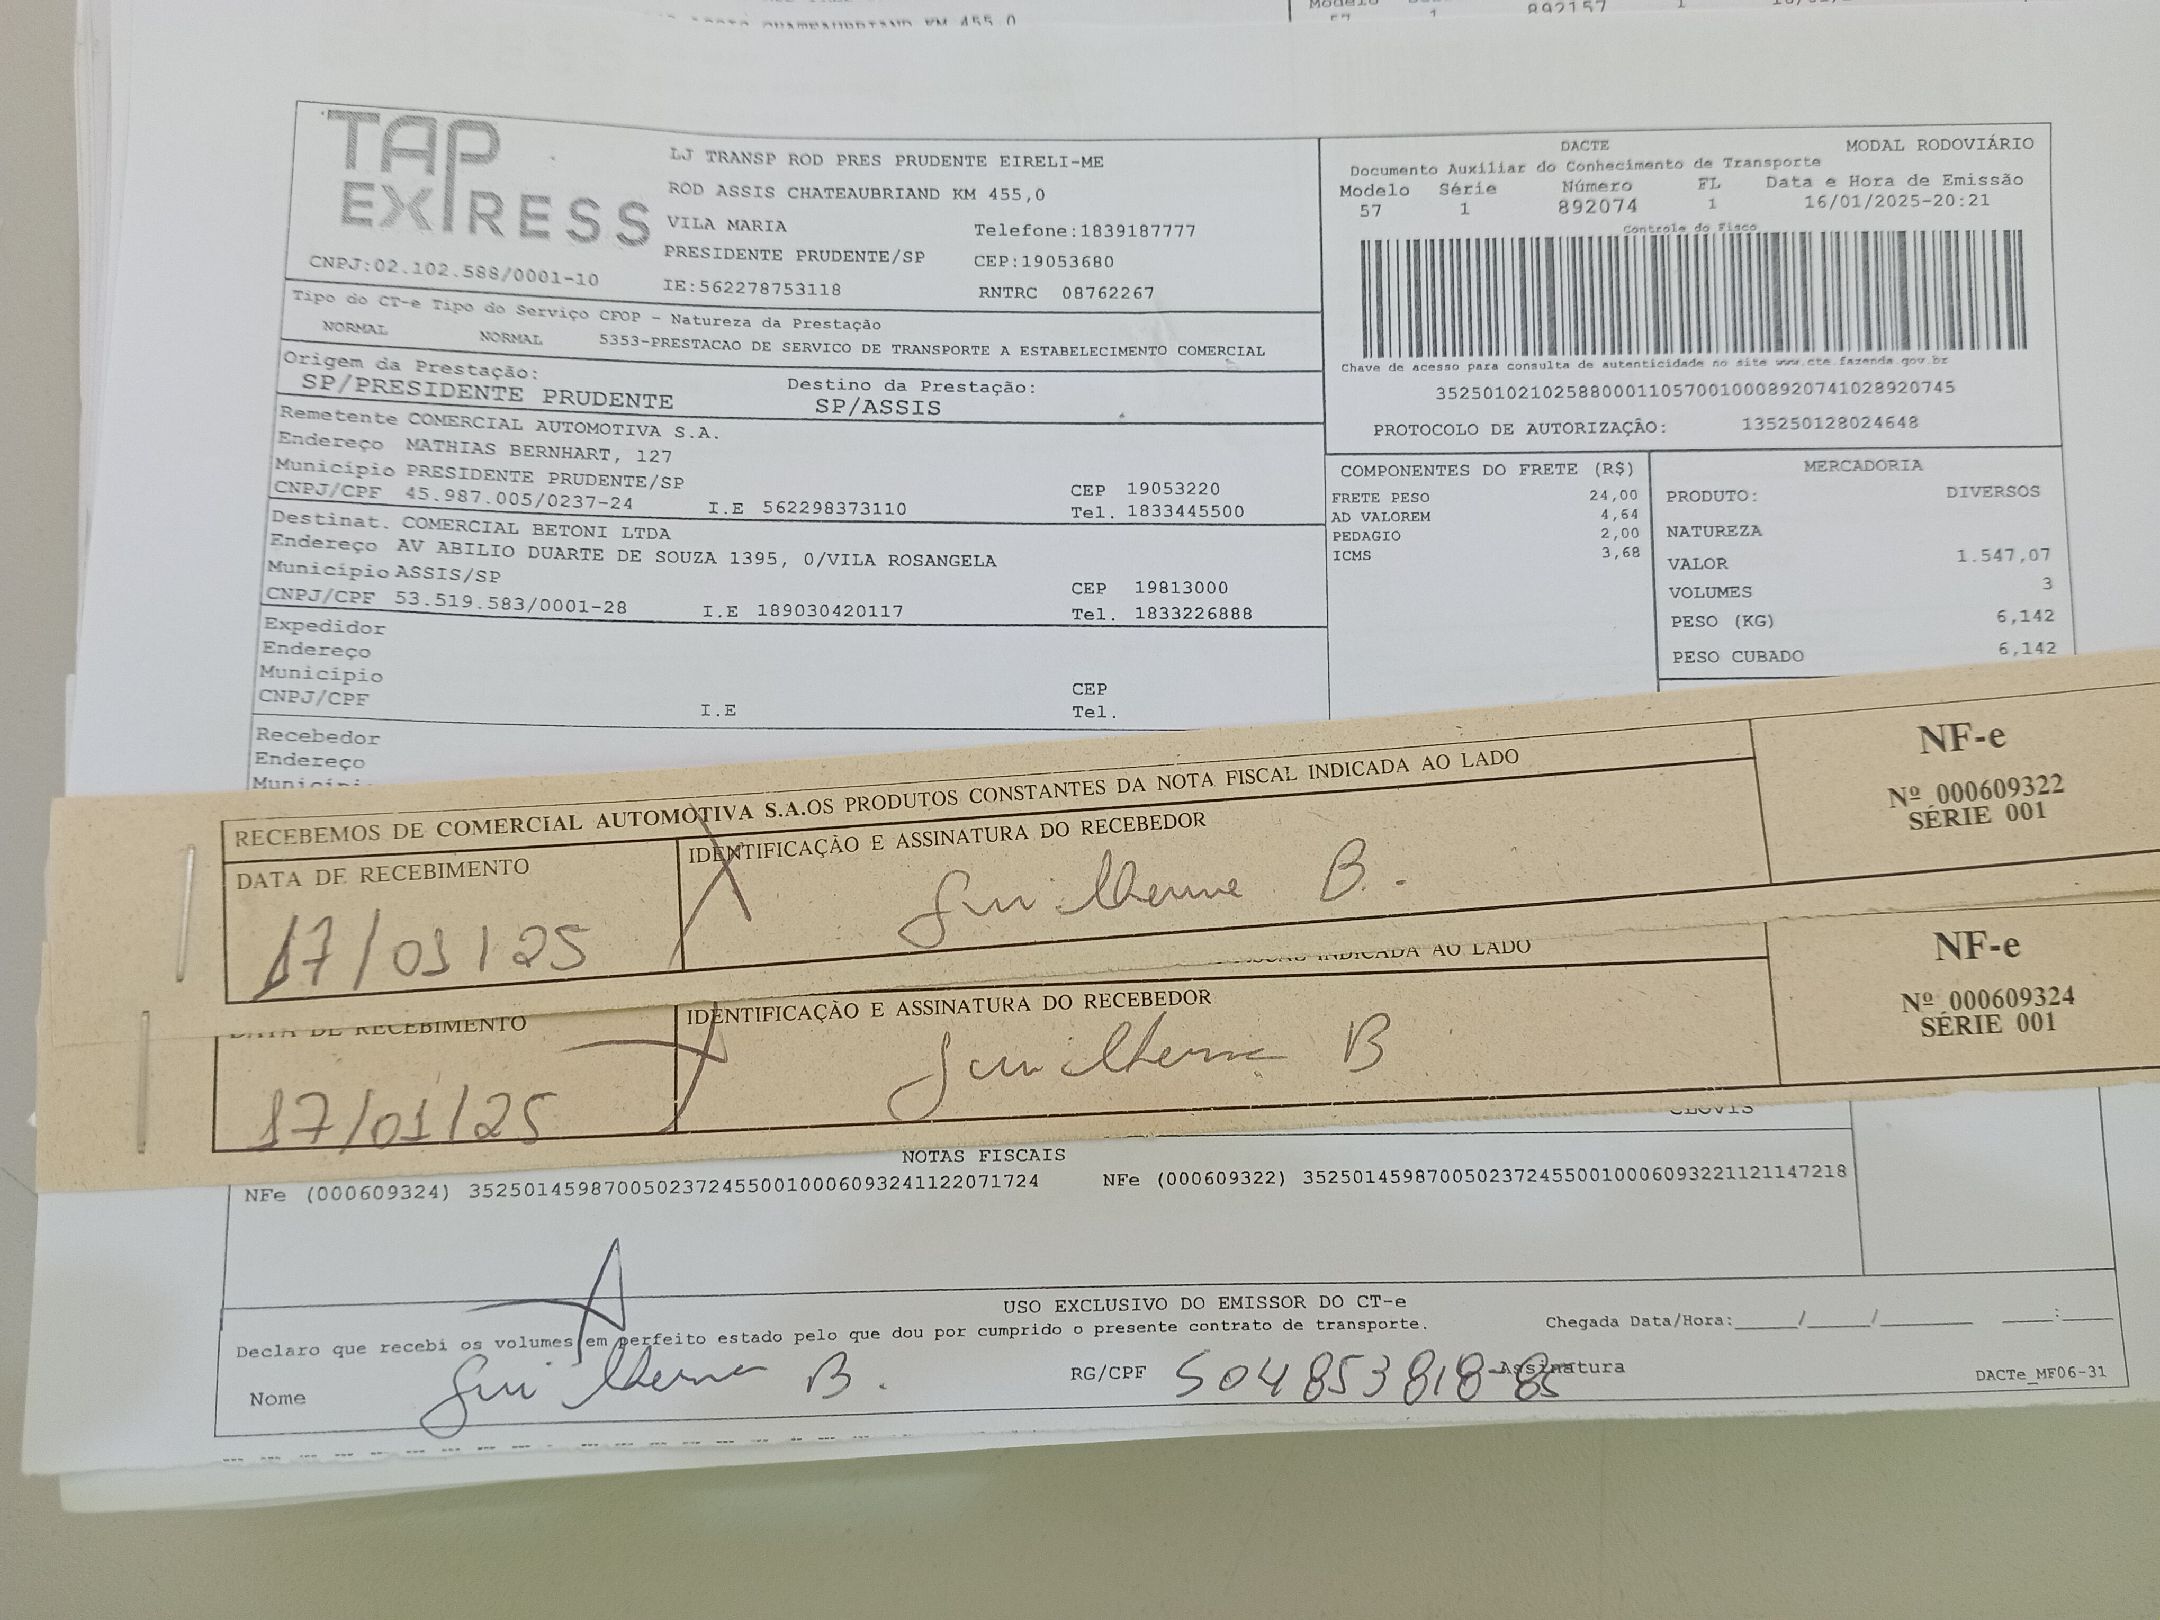 892157
TAP EXPRESS
CNPJ:02.102.588/0001-10
LJ TRANSP ROD PRES PRUDENTE EIRELI-ME
ROD ASSIS CHATEAUBRIAND KM 455,0
VILA MARIA Telefone:1839187777
PRESIDENTE PRUDENTE/SP CEP:19053680
IE:562278753118 RNTRC 08762267
DACTE MODAL RODOVIÁRIO
Documento Auxiliar do Conhecimento de Transporte
Modelo Série Número FL Data e Hora de Emissão
57 1 892074 1 16/01/2025-20:21
Controle do Fisco
Chave de acesso para consulta de autenticidade no site www.cte.fazenda.gov.br
35250102102588000110570010008920741028920745
PROTOCOLO DE AUTORIZAÇÃO: 135250128024648
Tipo do CT-e Tipo do Serviço CFOP - Natureza da Prestação
NORMAL NORMAL 5353-PRESTACAO DE SERVICO DE TRANSPORTE A ESTABELECIMENTO COMERCIAL
Origem da Prestação: Destino da Prestação:
SP/PRESIDENTE PRUDENTE SP/ASSIS
Remetente COMERCIAL AUTOMOTIVA S.A.
Endereço MATHIAS BERNHART, 127
Município PRESIDENTE PRUDENTE/SP CEP 19053220
CNPJ/CPF 45.987.005/0237-24 I.E 562298373110 Tel. 1833445500
Destinat. COMERCIAL BETONI LTDA
Endereço AV ABILIO DUARTE DE SOUZA 1395, 0/VILA ROSANGELA
Município ASSIS/SP CEP 19813000
CNPJ/CPF 53.519.583/0001-28 I.E 189030420117 Tel. 1833226888
Expedidor
Endereço
Município CEP
CNPJ/CPF I.E Tel.
Recebedor
Endereço
Município
COMPONENTES DO FRETE (R$)
FRETE PESO 24,00
AD VALOREM 4,64
PEDAGIO 2,00
ICMS 3,68
MERCADORIA
PRODUTO: DIVERSOS
NATUREZA
VALOR 1.547,07
VOLUMES 3
PESO (KG) 6,142
PESO CUBADO 6,142
RECEBEMOS DE COMERCIAL AUTOMOTIVA S.A.OS PRODUTOS CONSTANTES DA NOTA FISCAL INDICADA AO LADO
DATA DE RECEBIMENTO IDENTIFICAÇÃO E ASSINATURA DO RECEBEDOR
17/01/25 Guilherme B.
NF-e
Nº 000609322
SÉRIE 001
INDICADA AO LADO
DATA DE RECEBIMENTO IDENTIFICAÇÃO E ASSINATURA DO RECEBEDOR
17/01/25 Guilherme B
NF-e
Nº 000609324
SÉRIE 001
CLOVIS
NOTAS FISCAIS
NFe (000609324) 35250145987005023724550010006093241122071724 NFe (000609322) 35250145987005023724550010006093221121147218
USO EXCLUSIVO DO EMISSOR DO CT-e
Declaro que recebi os volumes em perfeito estado pelo que dou por cumprido o presente contrato de transporte. Chegada Data/Hora:_____/_____/_______ ____:____
Nome Guilherme B. RG/CPF 504853818-85 Assinatura DACTe_MF06-31